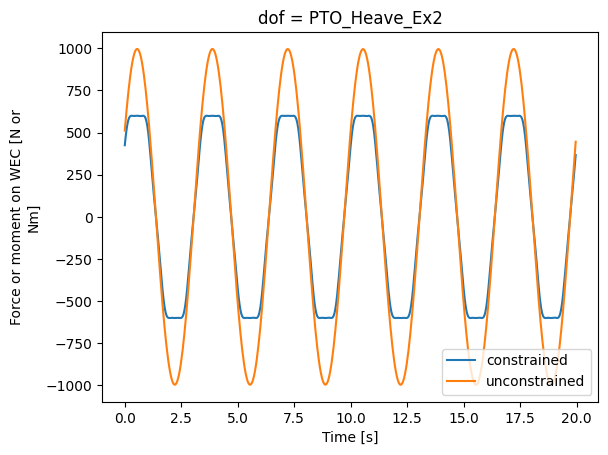 dof = PTO_Heave_Ex2
Force or moment on WEC [N or
Nm]
1000
750
500
250
0
−250
−500
−750
−1000
constrained
unconstrained
0.0 2.5 5.0 7.5 10.0 12.5 15.0 17.5 20.0
Time [s]